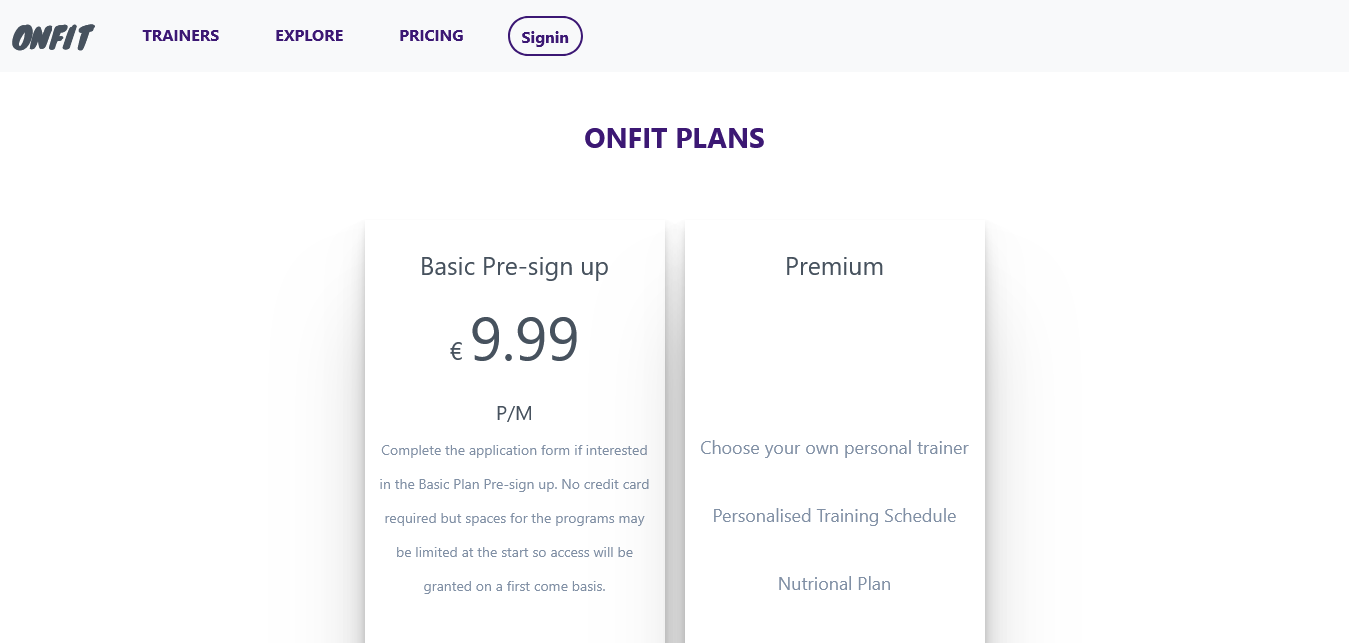 ONFIT
TRAINERS
EXPLORE
PRICING
Signin
ONFIT PLANS
Basic Pre-sign up
€ 9.99
P/M
Complete the application form if interested
in the Basic Plan Pre-sign up. No credit card
required but spaces for the programs may
be limited at the start so access will be
granted on a first come basis.
Premium
Choose your own personal trainer
Personalised Training Schedule
Nutrional Plan